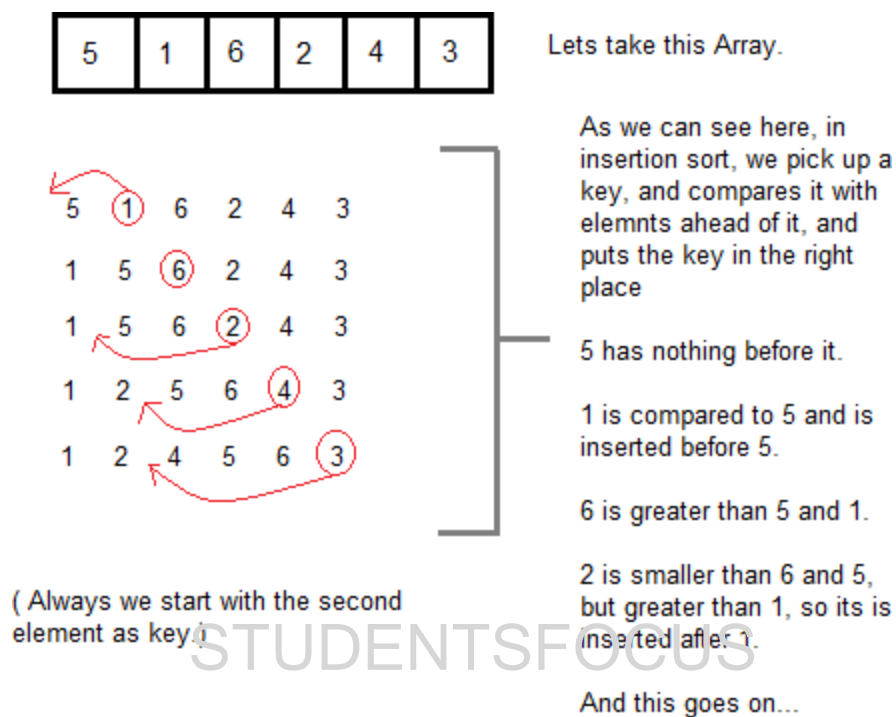 5 1 6 2 4 3
Lets take this Array.
5 1 6 2 4 3
1 5 6 2 4 3
1 5 6 2 4 3
1 2 5 6 4 3
1 2 4 5 6 3
( Always we start with the second
element as key.)
As we can see here, in
insertion sort, we pick up a
key, and compares it with
elemnts ahead of it, and
puts the key in the right
place
5 has nothing before it.
1 is compared to 5 and is
inserted before 5.
6 is greater than 5 and 1.
2 is smaller than 6 and 5,
but greater than 1, so its is
inserted after 1.
And this goes on...
STUDENTSFOCUS